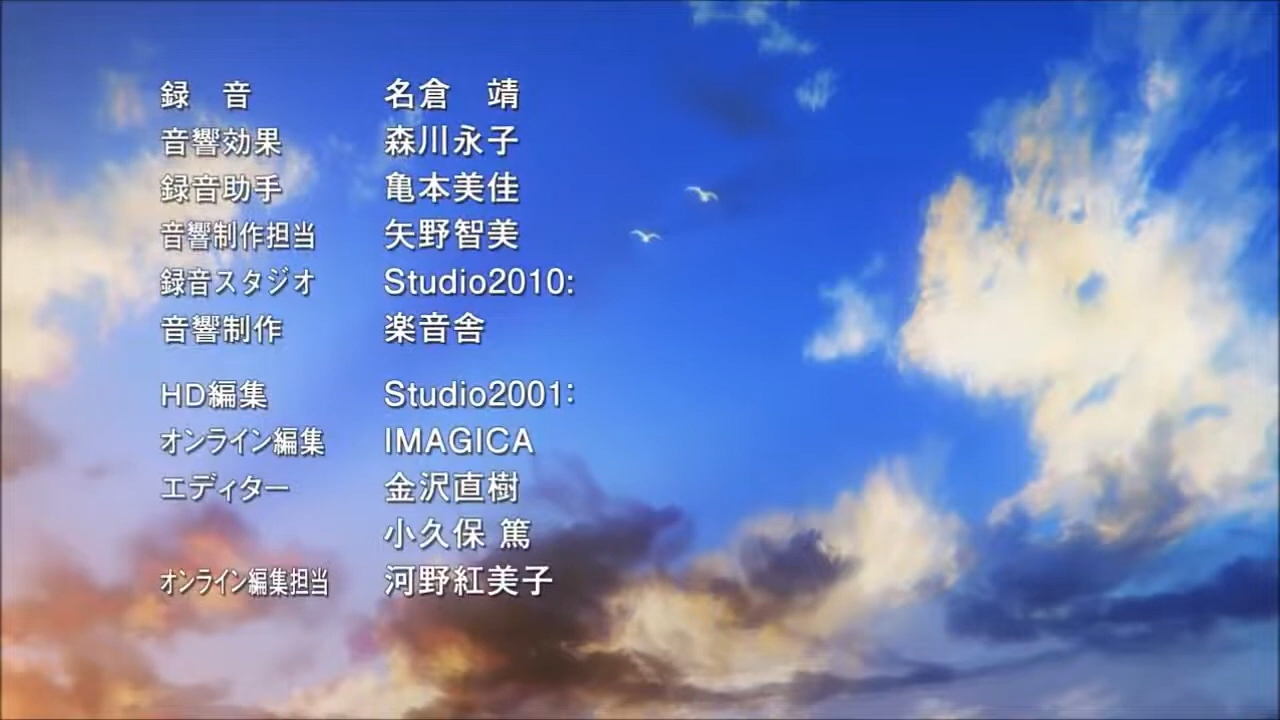 録　音　名倉　靖
音響効果　森川永子
録音助手　亀本美佳
音響制作担当　矢野智美
録音スタジオ　Studio2010:
音響制作　楽音舎
HD編集　Studio2001:
オンライン編集　IMAGICA
エディター　金沢直樹
小久保 篤
オンライン編集担当　河野紅美子